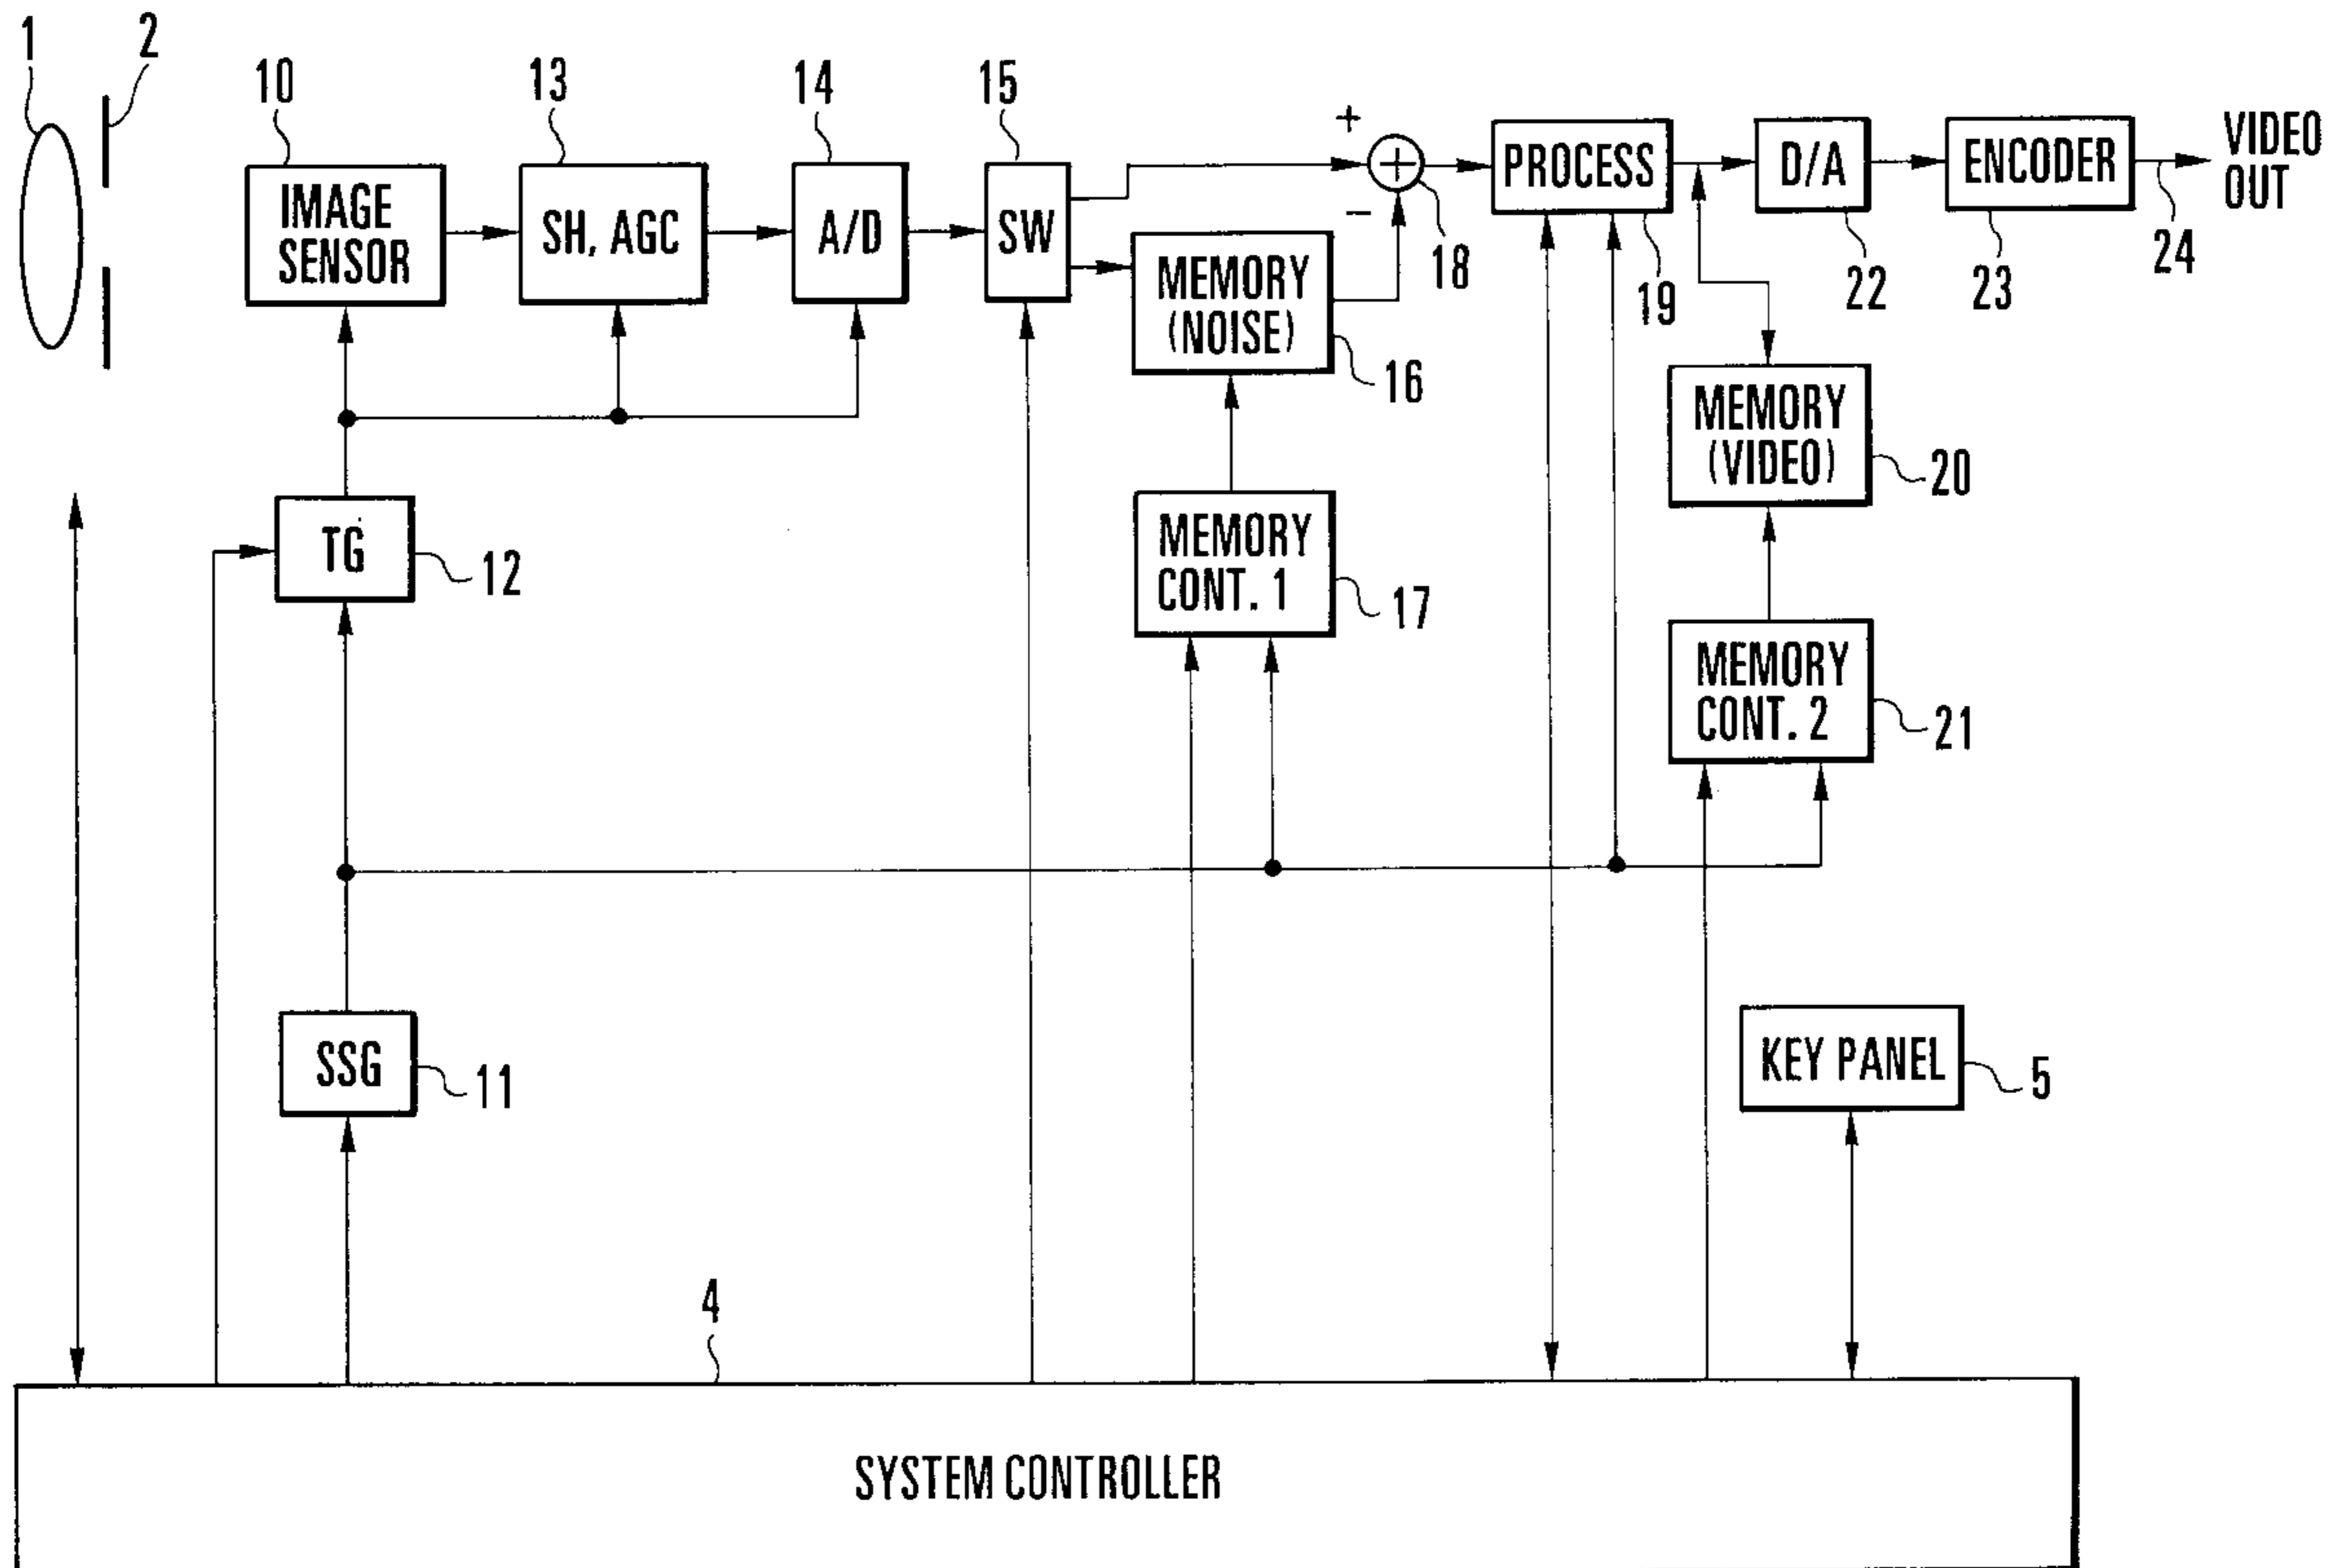 1
2
10
13
14
15
+
−
18
IMAGE
SENSOR
SH, AGC
A/D
SW
MEMORY
(NOISE)
16
PROCESS
19
D/A
22
ENCODER
23
24
VIDEO
OUT
MEMORY
(VIDEO)
20
TG
12
MEMORY
CONT. 1
17
MEMORY
CONT. 2
21
SSG
11
KEY PANEL
5
4
SYSTEM CONTROLLER